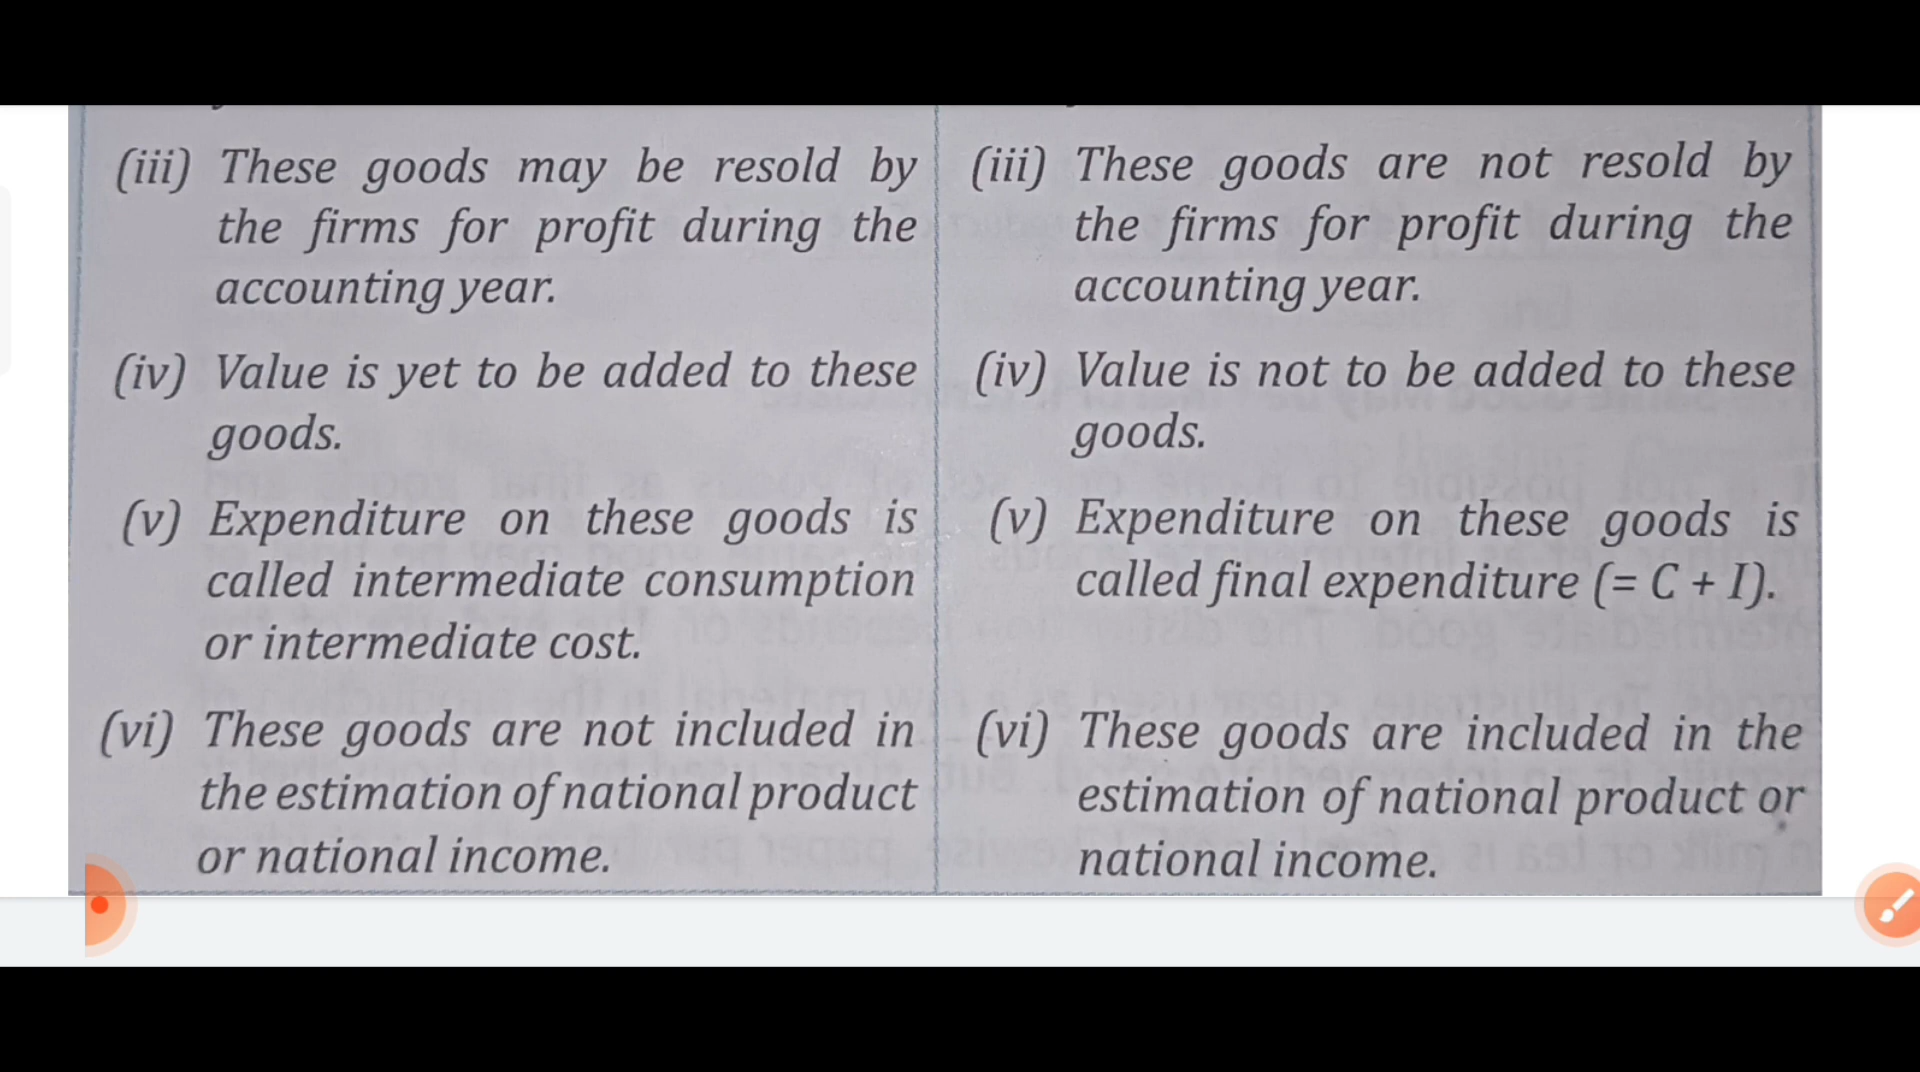 (iii) These goods may be resold by
the firms for profit during the
accounting year.
(iv) Value is yet to be added to these
goods.
(v) Expenditure on these goods is
called intermediate consumption
or intermediate cost.
(vi) These goods are not included in
the estimation of national product
or national income.
(iii) These goods are not resold by
the firms for profit during the
accounting year.
(iv) Value is not to be added to these
goods.
(v) Expenditure on these goods is
called final expenditure (= C + I).
(vi) These goods are included in the
estimation of national product or
national income.